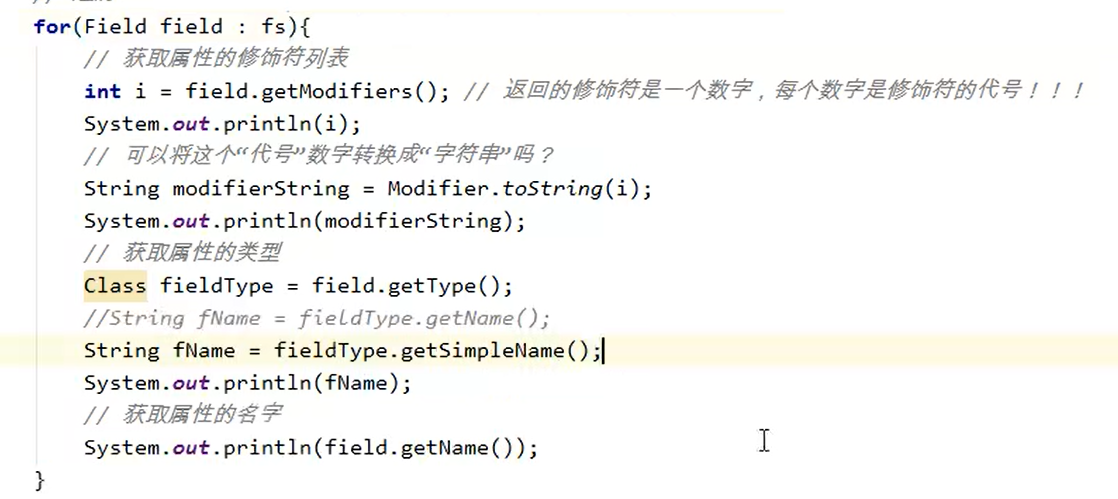 for(Field field : fs){
// 获取属性的修饰符列表
int i = field.getModifiers(); // 返回的修饰符是一个数字，每个数字是修饰符的代号！！！
System.out.println(i);
// 可以将这个“代号”数字转换成“字符串”吗？
String modifierString = Modifier.toString(i);
System.out.println(modifierString);
// 获取属性的类型
Class fieldType = field.getType();
//String fName = fieldType.getName();
String fName = fieldType.getSimpleName();
System.out.println(fName);
// 获取属性的名字
System.out.println(field.getName());
}